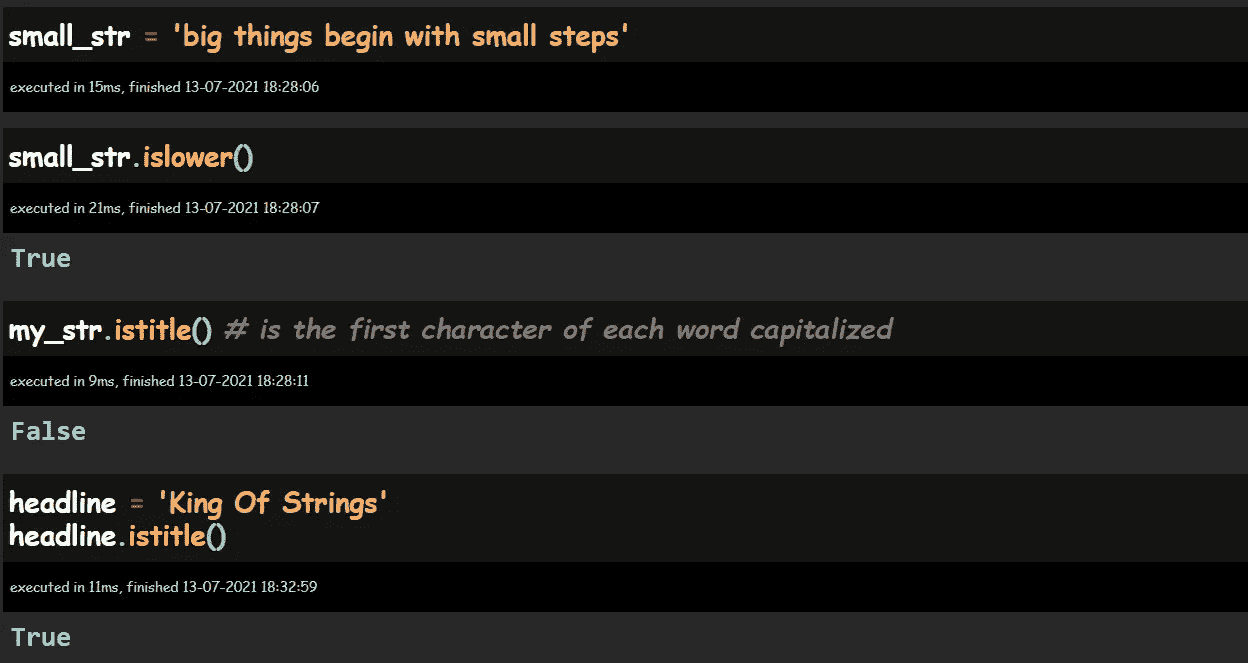 small_str = 'big things begin with small steps'
executed in 15ms, finished 13-07-2021 18:28:06
small_str.islower()
executed in 21ms, finished 13-07-2021 18:28:07
True
my_str.istitle() # is the first character of each word capitalized
executed in 9ms, finished 13-07-2021 18:28:11
False
headline = 'King Of Strings'
headline.istitle()
executed in 11ms, finished 13-07-2021 18:32:59
True